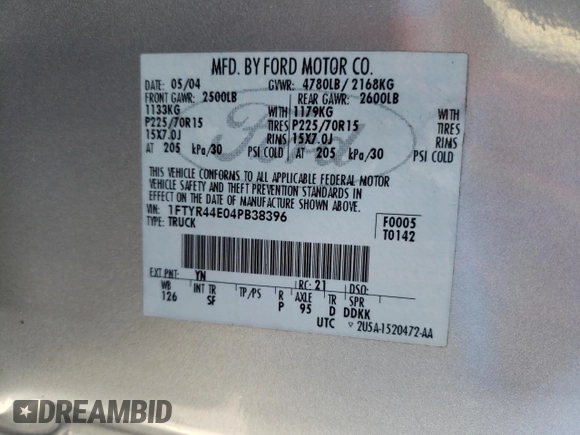 MFD. BY FORD MOTOR CO.
DATE 05/04 GVWR: 4780LB / 2168KG
FRONT GAWR: 2500LB REAR GAWR: 2600LB
1133KG WITH 1179KG WITH
P225/70R15 TIRES P225/70R15 TIRES
15X7.0J RIMS 15X7.0J RIMS
AT 205 kPa/30 PSI COLD AT 205 kPa/30 PSI COLD
Ford
THIS VEHICLE CONFORMS TO ALL APPLICABLE FEDERAL MOTOR
VEHICLE SAFETY AND THEFT PREVENTION STANDARDS IN
EFFECT ON THE DATE OF MANUFACTURE SHOWN ABOVE.
VIN: 1FTYR44E04PB38396 F0005
TYPE: TRUCK T0142
EXT PNT: YN RC: 21 DSO:
WB INT TR TP/PS R AXLE TR SPR
126 SF P 95 D DDKK
UTC 2U5A-1520472-AA
DREAMBID